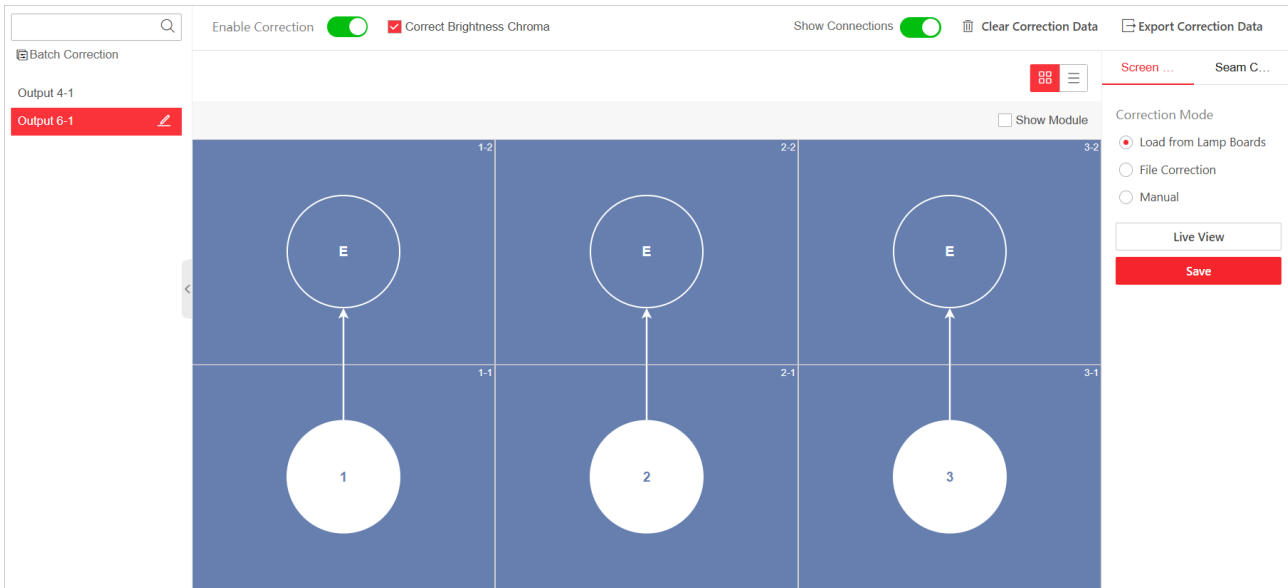 Enable Correction
Correct Brightness Chroma
Show Connections
Clear Correction Data
Export Correction Data
Batch Correction
Output 4-1
Output 6-1
Screen ...
Seam C...
Show Module
Correction Mode
Load from Lamp Boards
File Correction
Manual
Live View
Save
1-2
2-2
3-2
E
E
E
1-1
2-1
3-1
1
2
3